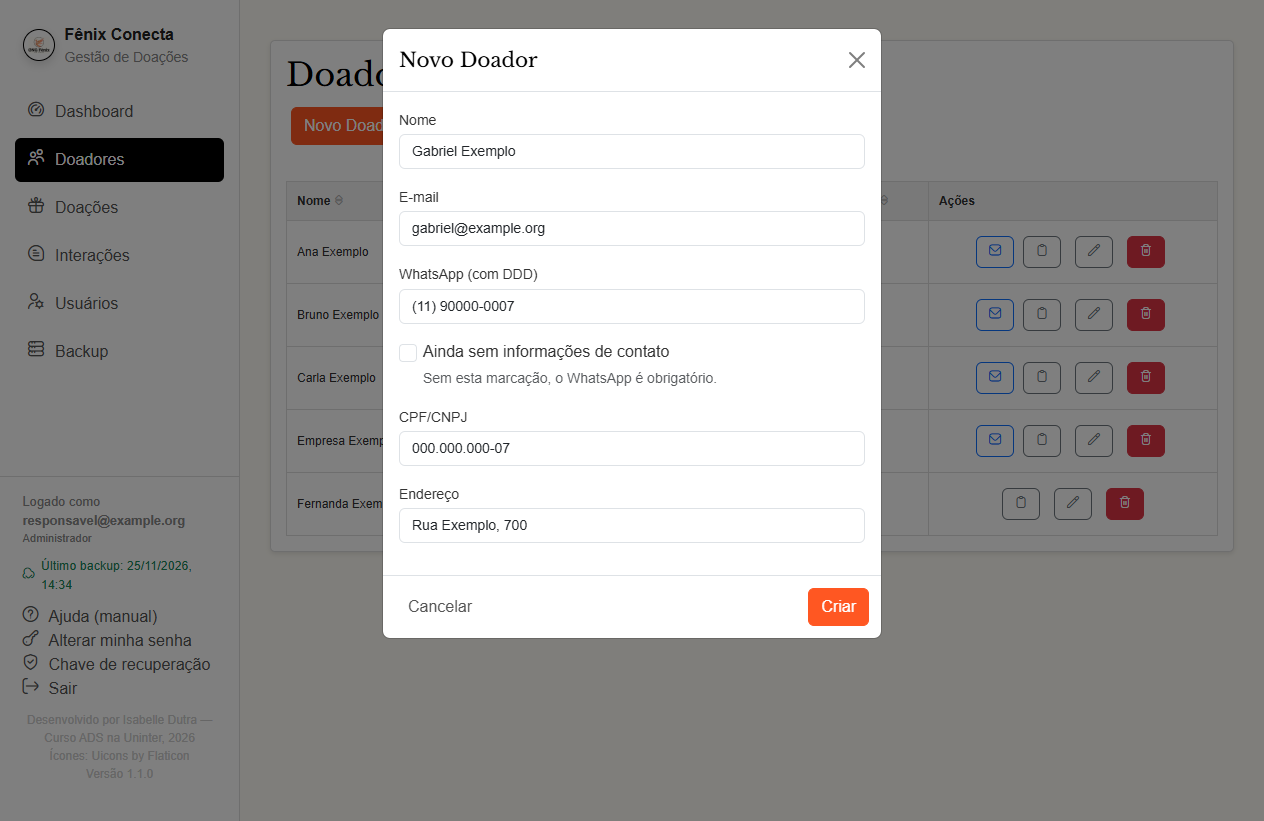 Fênix Conecta
Gestão de Doações
Dashboard
Doadores
Doações
Interações
Usuários
Backup
Logado como
responsavel@example.org
Administrador
Último backup: 25/11/2026,
14:34
Ajuda (manual)
Alterar minha senha
Chave de recuperação
Sair
Desenvolvido por Isabelle Dutra —
Curso ADS na Uninter, 2026
Ícones: Uicons by Flaticon
Versão 1.1.0
Doado
Novo Doad
Nome
Ações
Ana Exemplo
Bruno Exemplo
Carla Exemplo
Empresa Exemp
Fernanda Exem
Novo Doador
Nome
Gabriel Exemplo
E-mail
gabriel@example.org
WhatsApp (com DDD)
(11) 90000-0007
Ainda sem informações de contato
Sem esta marcação, o WhatsApp é obrigatório.
CPF/CNPJ
000.000.000-07
Endereço
Rua Exemplo, 700
Cancelar
Criar